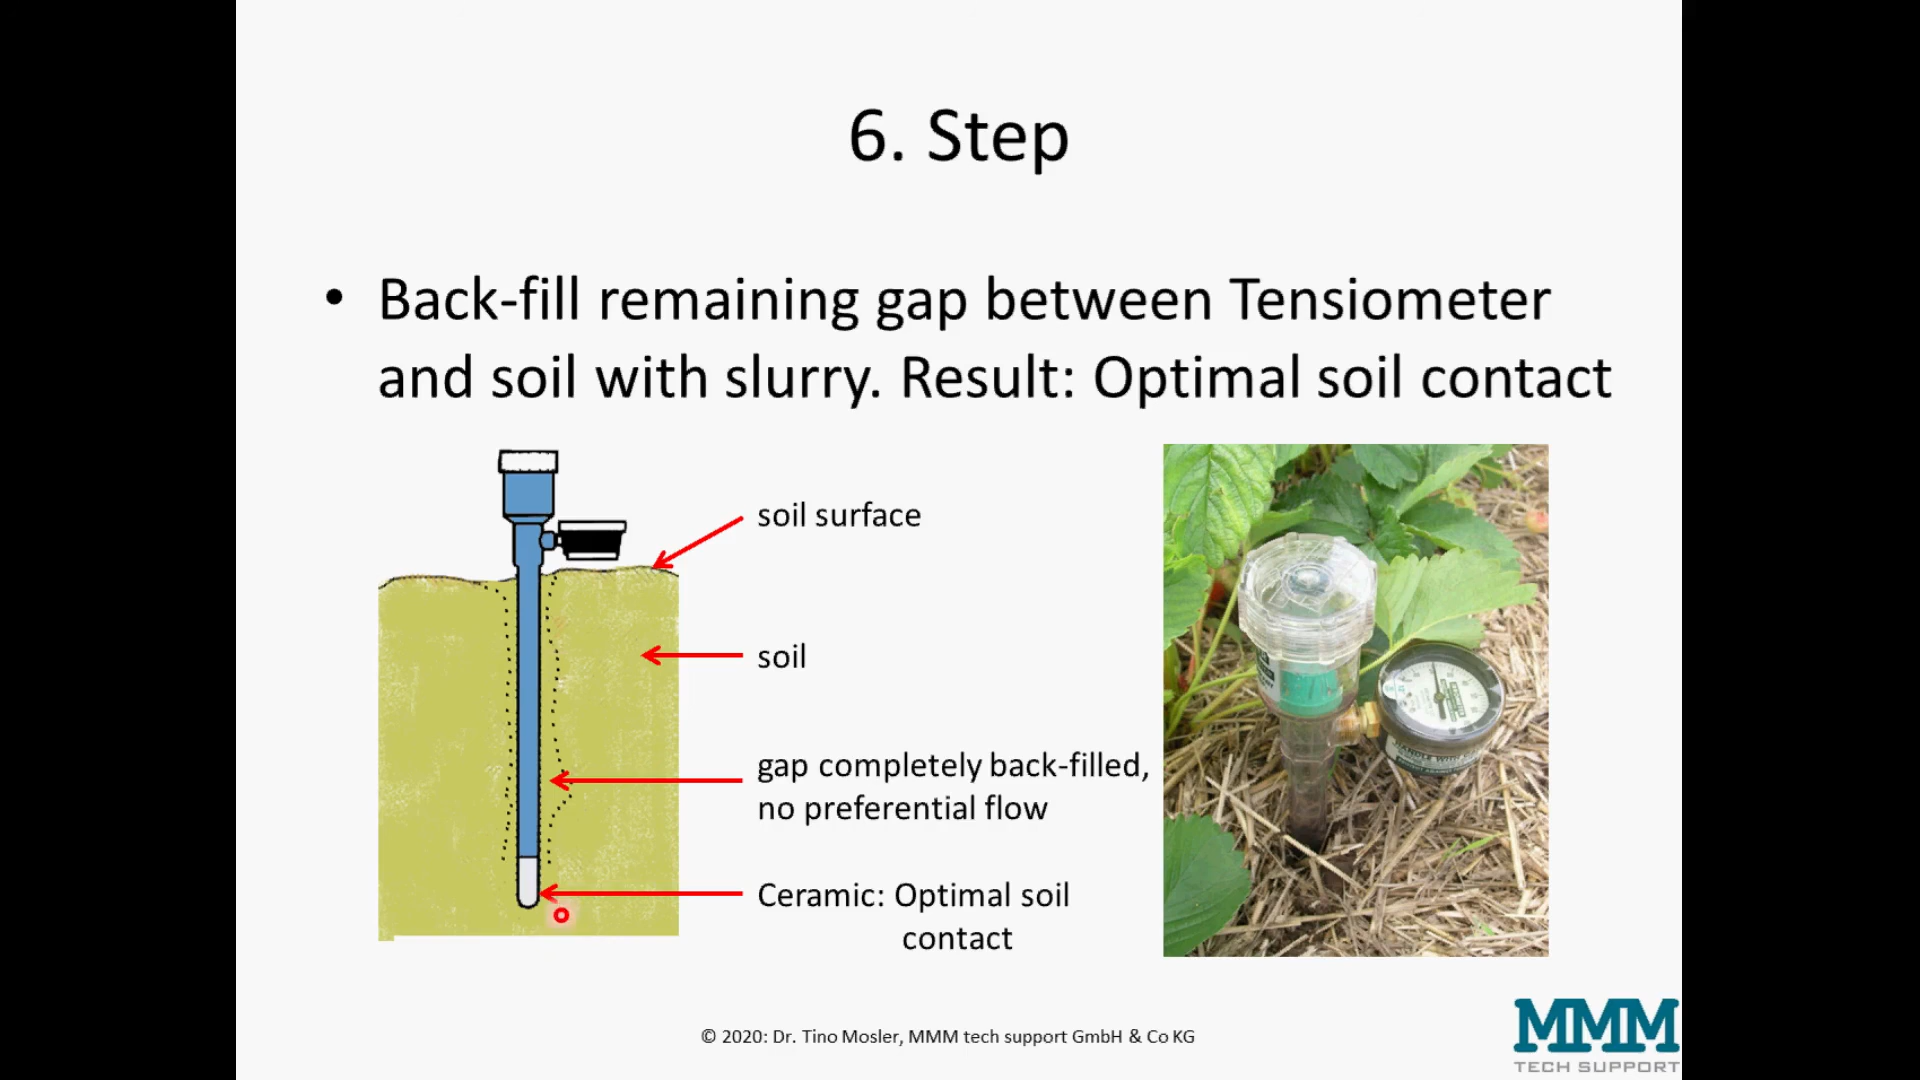 6. Step
• Back-fill remaining gap between Tensiometer
and soil with slurry. Result: Optimal soil contact
soil surface
soil
gap completely back-filled,
no preferential flow
Ceramic: Optimal soil
contact
© 2020: Dr. Tino Mosler, MMM tech support GmbH & Co KG
MMM
TECH SUPPORT